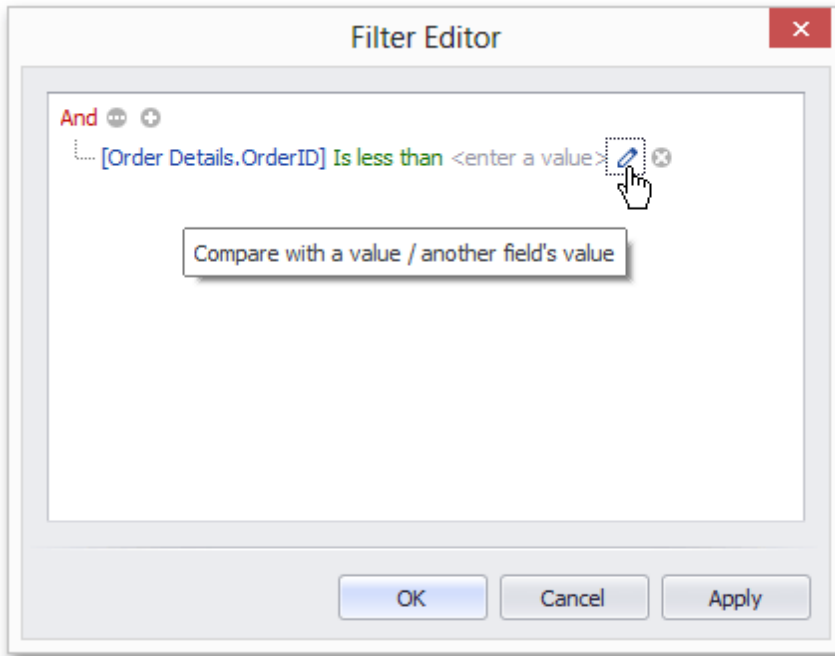 Filter Editor
And
[Order Details.OrderID] Is less than <enter a value>
Compare with a value / another field's value
OK Cancel Apply